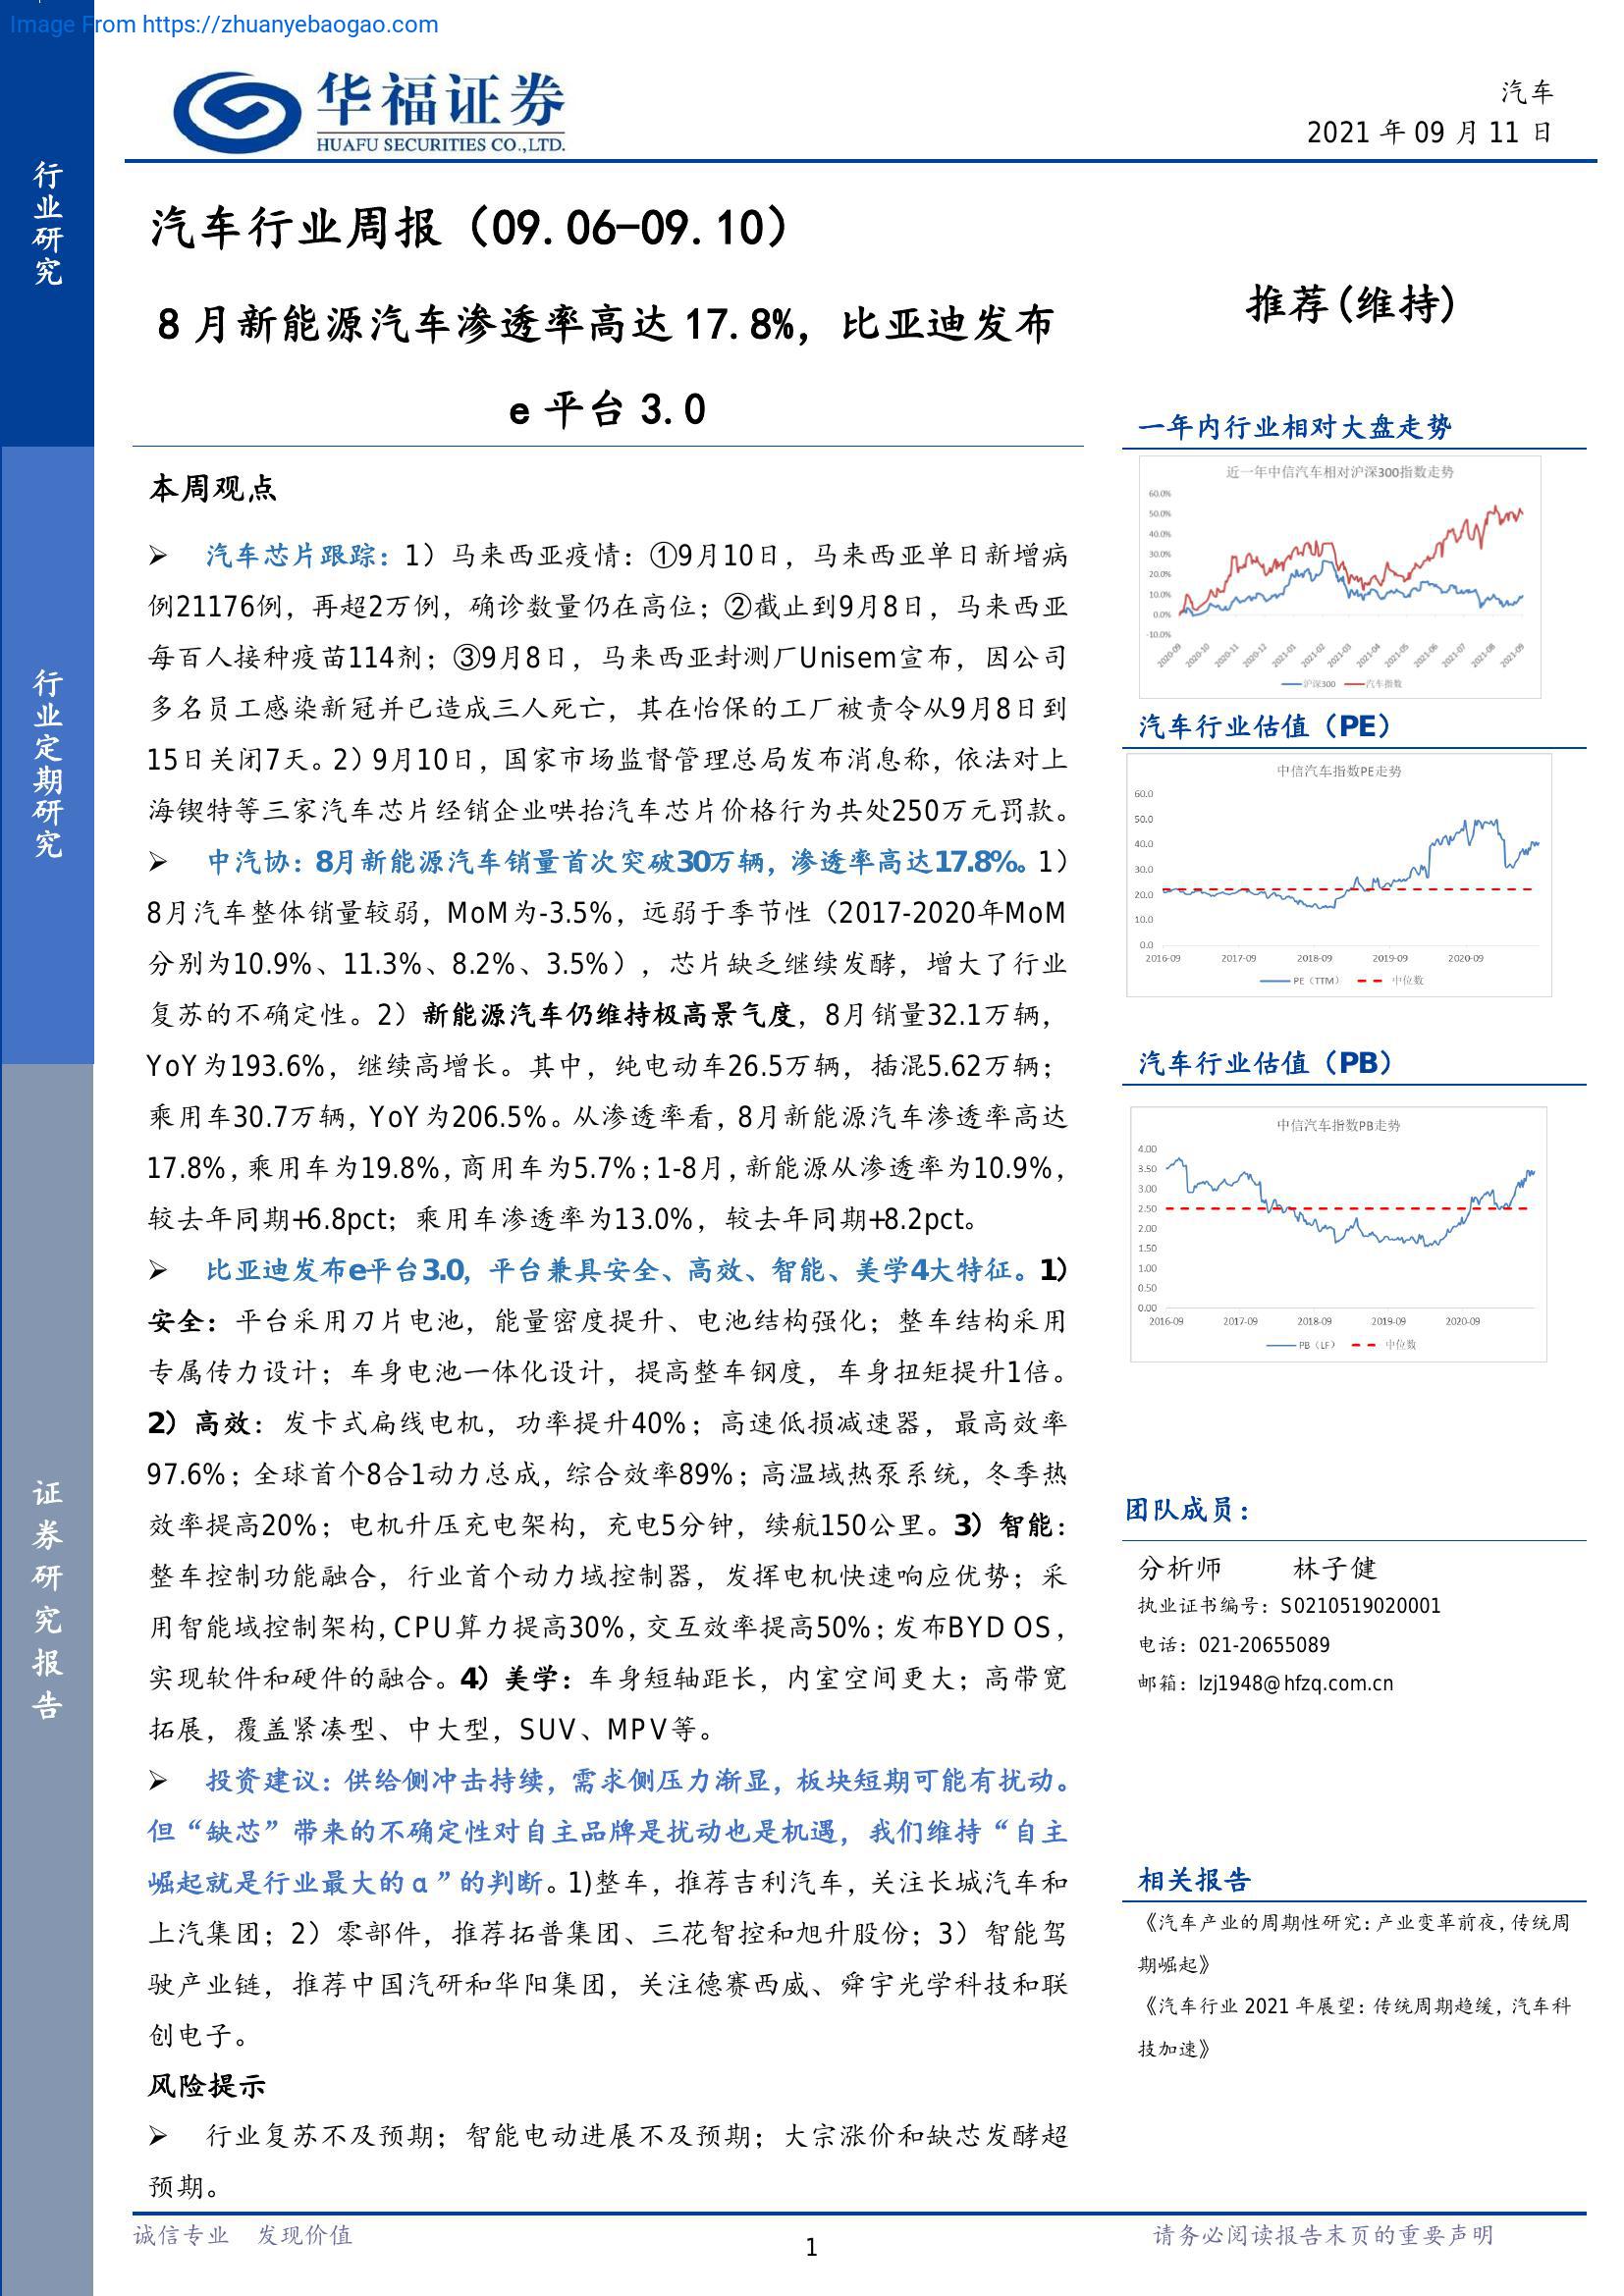 Image From https://zhuanyebaogao.com
华福证券
HUAFU SECURITIES CO.,LTD.
汽车
2021 年 09 月 11 日
行业研究
行业定期研究
证券研究报告
汽车行业周报（09.06-09.10）
8 月新能源汽车渗透率高达 17.8%，比亚迪发布
e 平台 3.0
推荐(维持)
本周观点
➢ 汽车芯片跟踪：1）马来西亚疫情：①9月10日，马来西亚单日新增病
例21176例，再超2万例，确诊数量仍在高位；②截止到9月8日，马来西亚
每百人接种疫苗114剂；③9月8日，马来西亚封测厂Unisem宣布，因公司
多名员工感染新冠并已造成三人死亡，其在怡保的工厂被责令从9月8日到
15日关闭7天。2）9月10日，国家市场监督管理总局发布消息称，依法对上
海锲特等三家汽车芯片经销企业哄抬汽车芯片价格行为共处250万元罚款。
➢ 中汽协：8月新能源汽车销量首次突破30万辆，渗透率高达17.8%。1）
8月汽车整体销量较弱，MoM为-3.5%，远弱于季节性（2017-2020年MoM
分别为10.9%、11.3%、8.2%、3.5%），芯片缺乏继续发酵，增大了行业
复苏的不确定性。2）新能源汽车仍维持极高景气度，8月销量32.1万辆，
YoY为193.6%，继续高增长。其中，纯电动车26.5万辆，插混5.62万辆；
乘用车30.7万辆，YoY为206.5%。从渗透率看，8月新能源汽车渗透率高达
17.8%，乘用车为19.8%，商用车为5.7%；1-8月，新能源从渗透率为10.9%，
较去年同期+6.8pct；乘用车渗透率为13.0%，较去年同期+8.2pct。
➢ 比亚迪发布e平台3.0，平台兼具安全、高效、智能、美学4大特征。1）
安全：平台采用刀片电池，能量密度提升、电池结构强化；整车结构采用
专属传力设计；车身电池一体化设计，提高整车钢度，车身扭矩提升1倍。
2）高效：发卡式扁线电机，功率提升40%；高速低损减速器，最高效率
97.6%；全球首个8合1动力总成，综合效率89%；高温域热泵系统，冬季热
效率提高20%；电机升压充电架构，充电5分钟，续航150公里。3）智能：
整车控制功能融合，行业首个动力域控制器，发挥电机快速响应优势；采
用智能域控制架构，CPU算力提高30%，交互效率提高50%；发布BYD OS，
实现软件和硬件的融合。4）美学：车身短轴距长，内室空间更大；高带宽
拓展，覆盖紧凑型、中大型，SUV、MPV等。
➢ 投资建议：供给侧冲击持续，需求侧压力渐显，板块短期可能有扰动。
但“缺芯”带来的不确定性对自主品牌是扰动也是机遇，我们维持“自主
崛起就是行业最大的α”的判断。1)整车，推荐吉利汽车，关注长城汽车和
上汽集团；2）零部件，推荐拓普集团、三花智控和旭升股份；3）智能驾
驶产业链，推荐中国汽研和华阳集团，关注德赛西威、舜宇光学科技和联
创电子。
风险提示
➢ 行业复苏不及预期；智能电动进展不及预期；大宗涨价和缺芯发酵超
预期。
一年内行业相对大盘走势
近一年中信汽车相对沪深300指数走势
60.0%
50.0%
40.0%
30.0%
20.0%
10.0%
0.0%
-10.0%
2020-09 2020-10 2020-11 2020-12 2021-01 2021-02 2021-03 2021-04 2021-05 2021-06 2021-07 2021-08 2021-09
沪深300 汽车指数
汽车行业估值（PE）
中信汽车指数PE走势
60.0
50.0
40.0
30.0
20.0
10.0
0.0
2016-09 2017-09 2018-09 2019-09 2020-09
PE（TTM） 中位数
汽车行业估值（PB）
中信汽车指数PB走势
4.00
3.50
3.00
2.50
2.00
1.50
1.00
0.50
0.00
2016-09 2017-09 2018-09 2019-09 2020-09
PB（LF） 中位数
团队成员：
分析师 林子健
执业证书编号：S0210519020001
电话：021-20655089
邮箱：lzj1948@hfzq.com.cn
相关报告
《汽车产业的周期性研究：产业变革前夜，传统周
期崛起》
《汽车行业 2021 年展望：传统周期趋缓，汽车科
技加速》
诚信专业 发现价值
1
请务必阅读报告末页的重要声明